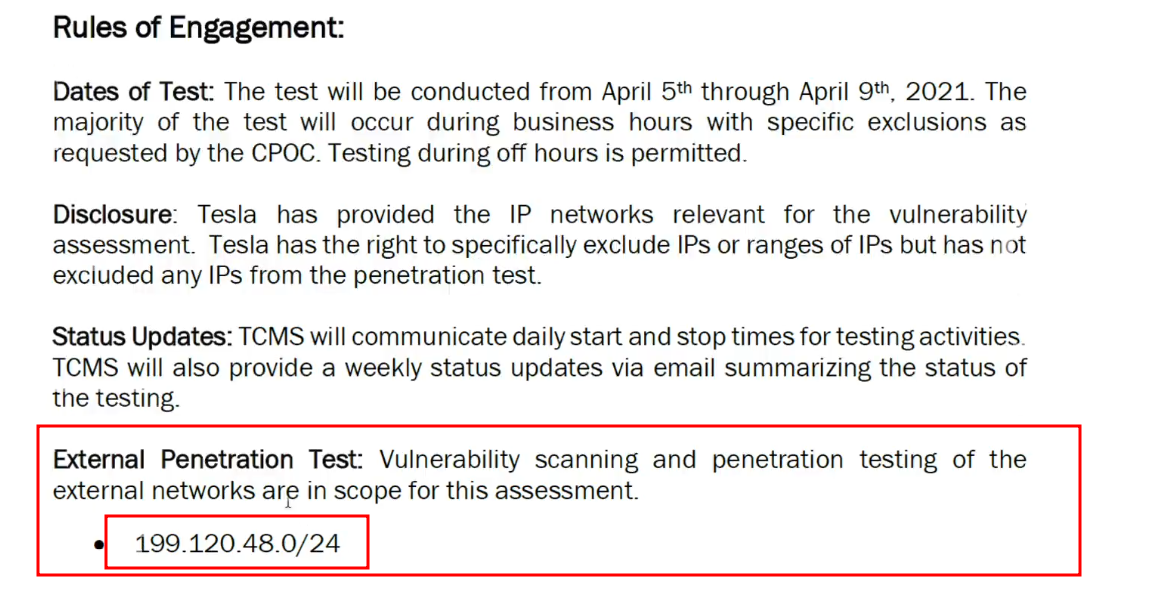 Rules of Engagement:
Dates of Test: The test will be conducted from April 5th through April 9th, 2021. The
majority of the test will occur during business hours with specific exclusions as
requested by the CPOC. Testing during off hours is permitted.
Disclosure: Tesla has provided the IP networks relevant for the vulnerability
assessment. Tesla has the right to specifically exclude IPs or ranges of IPs but has not
excluded any IPs from the penetration test.
Status Updates: TCMS will communicate daily start and stop times for testing activities.
TCMS will also provide a weekly status updates via email summarizing the status of
the testing.
External Penetration Test: Vulnerability scanning and penetration testing of the
external networks are in scope for this assessment.
• 199.120.48.0/24